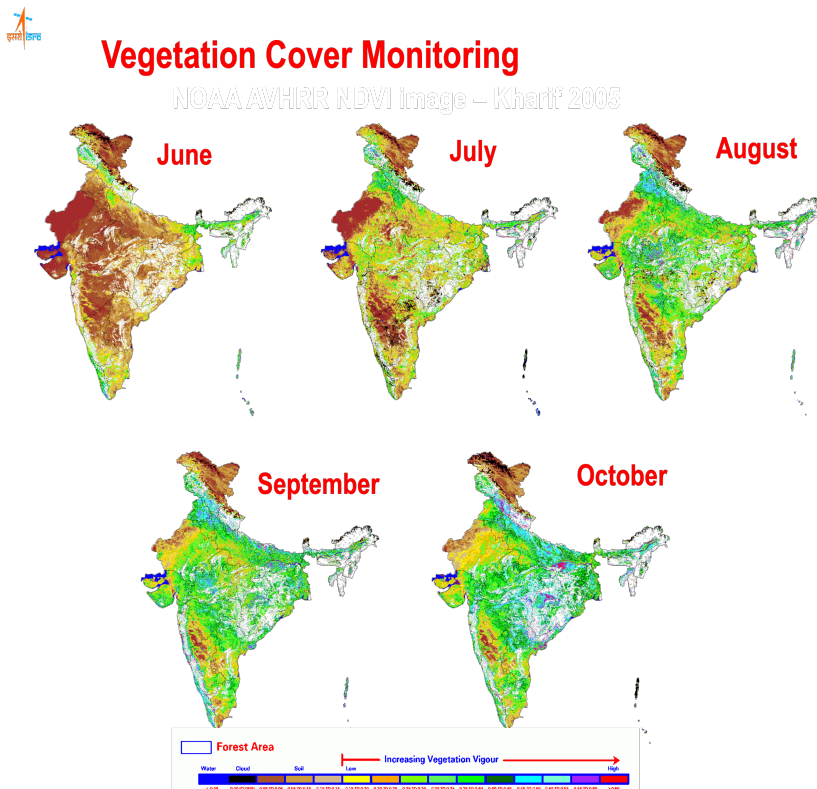 इसरो isro
Vegetation Cover Monitoring
NOAA AVHRR NDVI image – Kharif 2005
June
July
August
September
October
Forest Area
Increasing Vegetation Vigour
Water Cloud Soil Low High